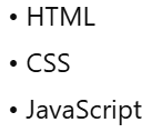 • HTML
• CSS
• JavaScript